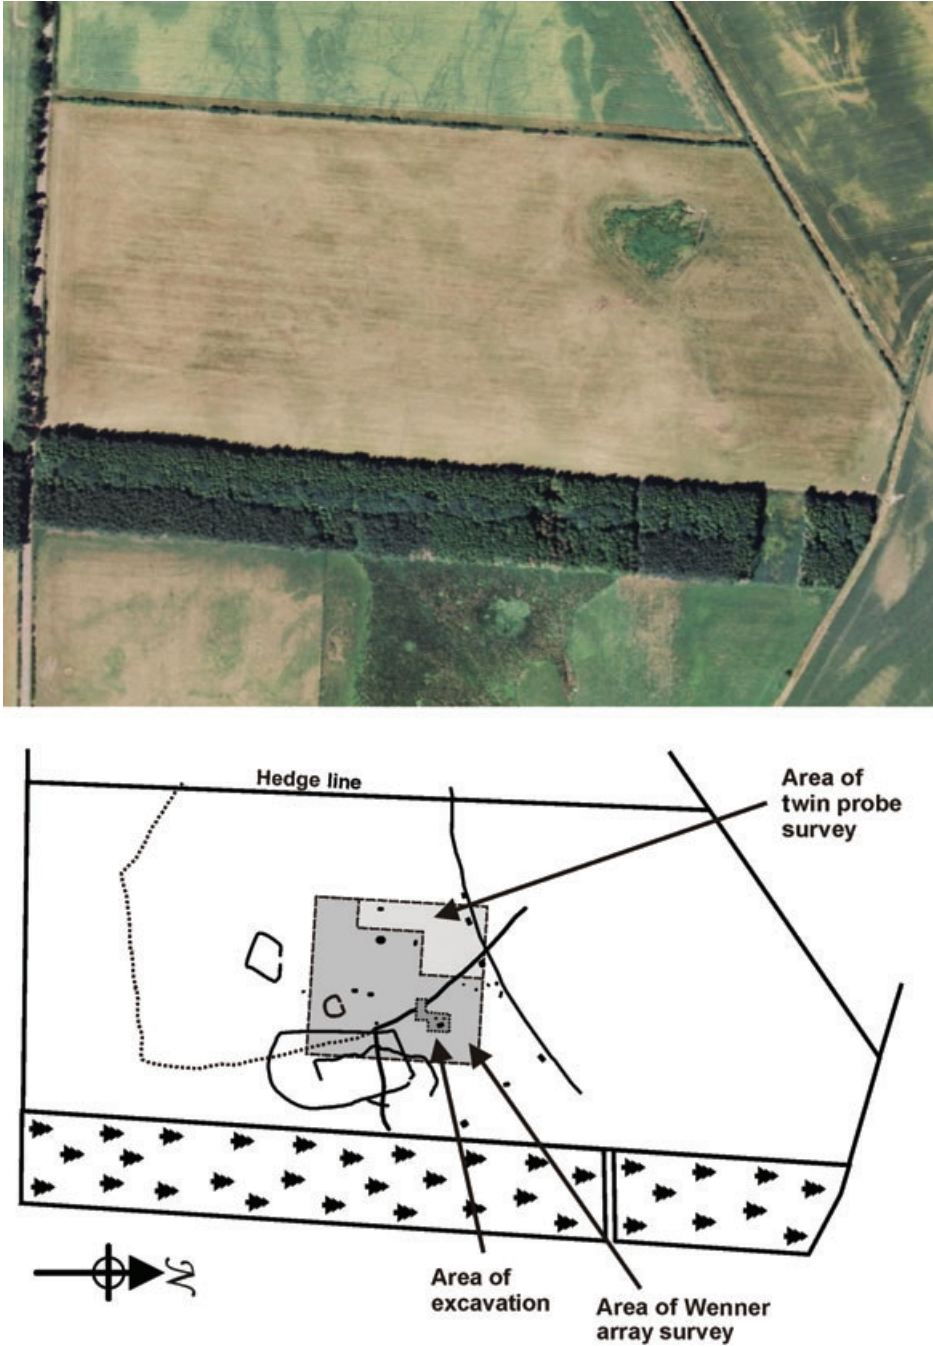 Hedge line
Area of
twin probe
survey
Area of
excavation
Area of Wenner
array survey
N